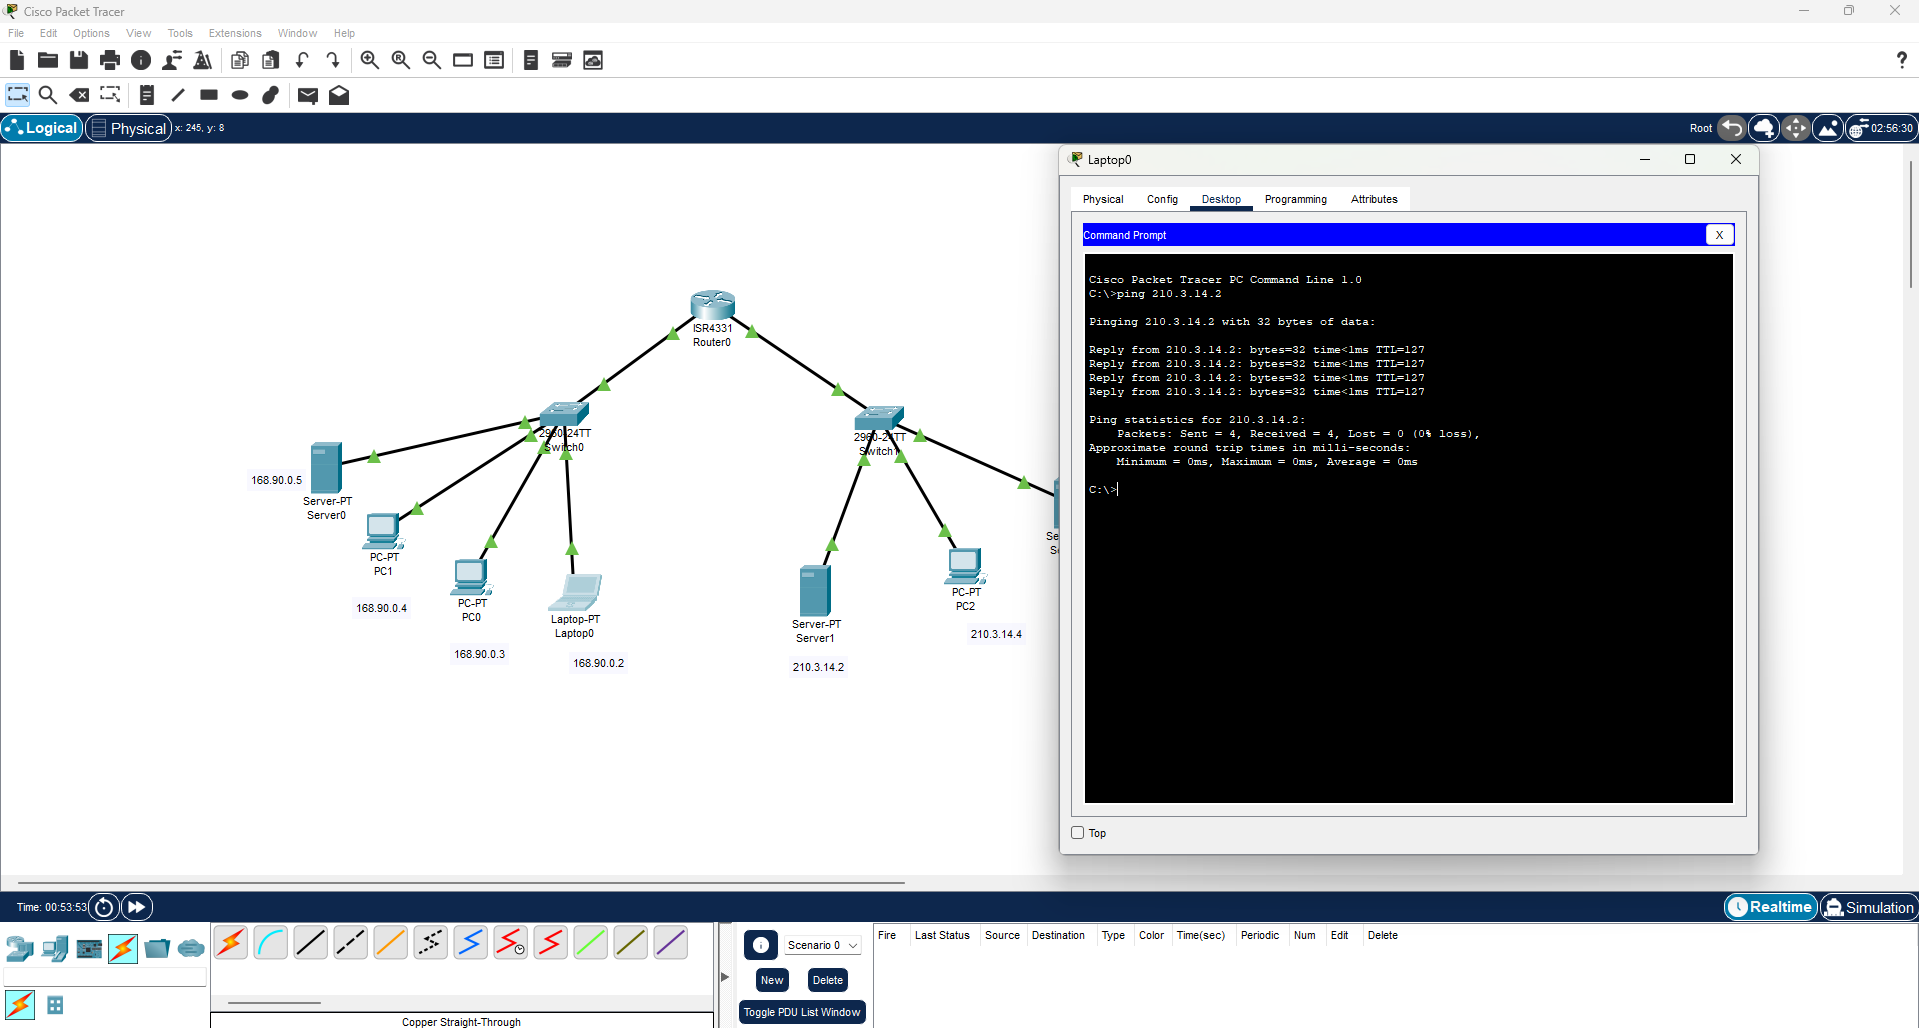 Cisco Packet Tracer
File Edit Options View Tools Extensions Window Help
Logical Physical x: 245, y: 8 Root 02:56:30
Laptop0
Physical Config Desktop Programming Attributes
Command Prompt X
Cisco Packet Tracer PC Command Line 1.0
C:\>ping 210.3.14.2
Pinging 210.3.14.2 with 32 bytes of data:
Reply from 210.3.14.2: bytes=32 time<1ms TTL=127
Reply from 210.3.14.2: bytes=32 time<1ms TTL=127
Reply from 210.3.14.2: bytes=32 time<1ms TTL=127
Reply from 210.3.14.2: bytes=32 time<1ms TTL=127
Ping statistics for 210.3.14.2:
Packets: Sent = 4, Received = 4, Lost = 0 (0% loss),
Approximate round trip times in milli-seconds:
Minimum = 0ms, Maximum = 0ms, Average = 0ms
C:\>
Top
ISR4331
Router0
2960-24TT
Switch0
2960-24TT
Switch1
168.90.0.5
Server-PT
Server0
PC-PT
PC1
168.90.0.4
PC-PT
PC0
168.90.0.3
Laptop-PT
Laptop0
168.90.0.2
Server-PT
Server1
210.3.14.2
PC-PT
PC2
210.3.14.4
Se
S
Time: 00:53:53 Realtime Simulation
Scenario 0
New Delete
Toggle PDU List Window
Fire Last Status Source Destination Type Color Time(sec) Periodic Num Edit Delete
Copper Straight-Through